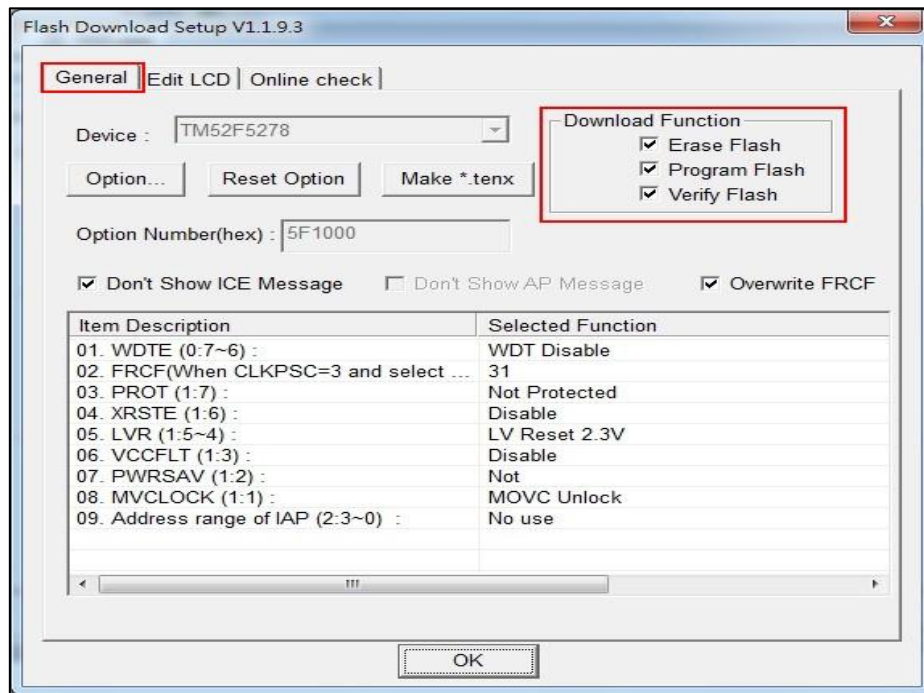 Flash Download Setup V1.1.9.3
General Edit LCD Online check
Device : TM52F5278
Download Function
Erase Flash
Program Flash
Verify Flash
Option... Reset Option Make *.tenx
Option Number(hex) : 5F1000
Don't Show ICE Message Don't Show AP Message Overwrite FRCF
Item Description Selected Function
01. WDTE (0:7~6) : WDT Disable
02. FRCF(When CLKPSC=3 and select ... 31
03. PROT (1:7) : Not Protected
04. XRSTE (1:6) : Disable
05. LVR (1:5~4) : LV Reset 2.3V
06. VCCFLT (1:3) : Disable
07. PWRSAV (1:2) : Not
08. MVCLOCK (1:1) : MOVC Unlock
09. Address range of IAP (2:3~0) : No use
OK